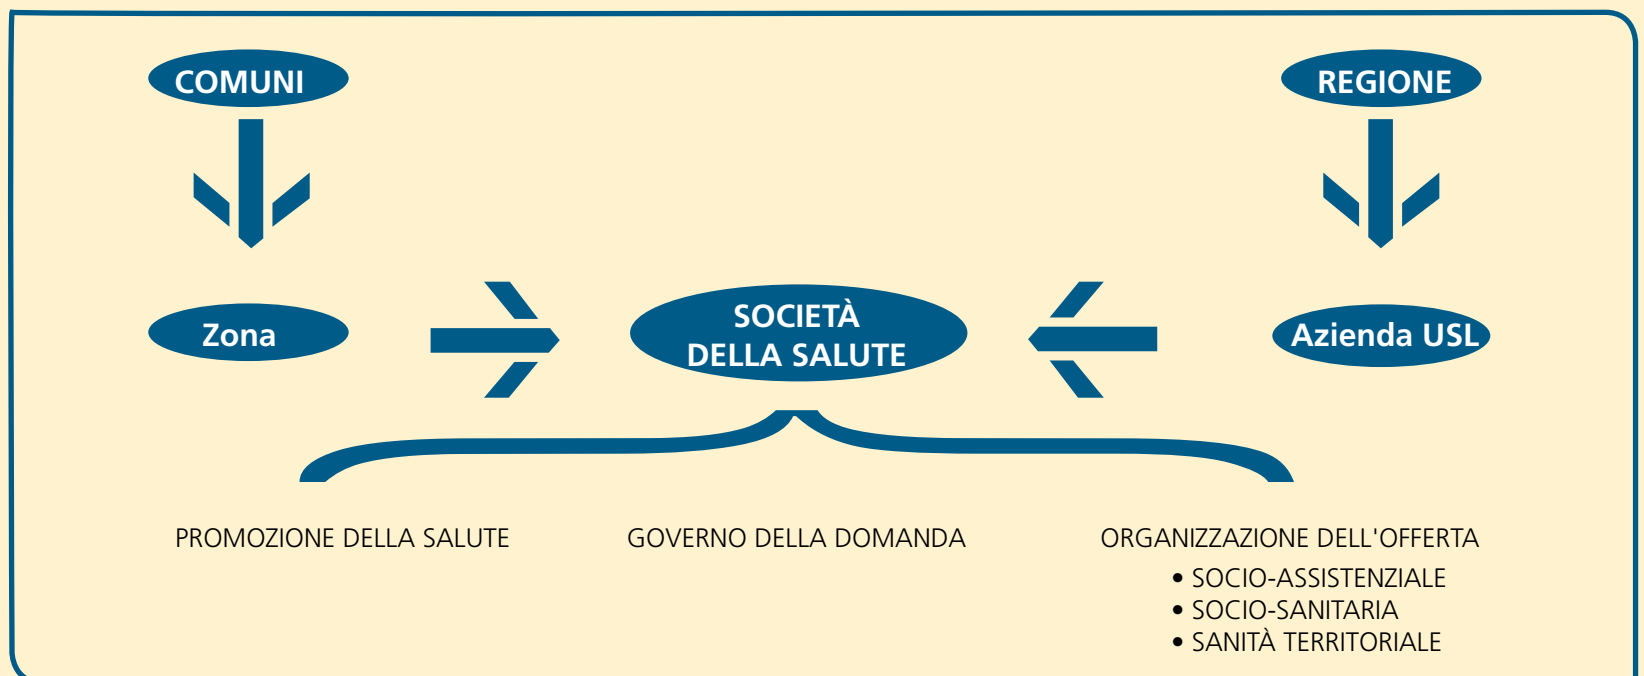 COMUNI
REGIONE
Zona
SOCIETÀ
DELLA SALUTE
Azienda USL
PROMOZIONE DELLA SALUTE
GOVERNO DELLA DOMANDA
ORGANIZZAZIONE DELL'OFFERTA
• SOCIO-ASSISTENZIALE
• SOCIO-SANITARIA
• SANITÀ TERRITORIALE